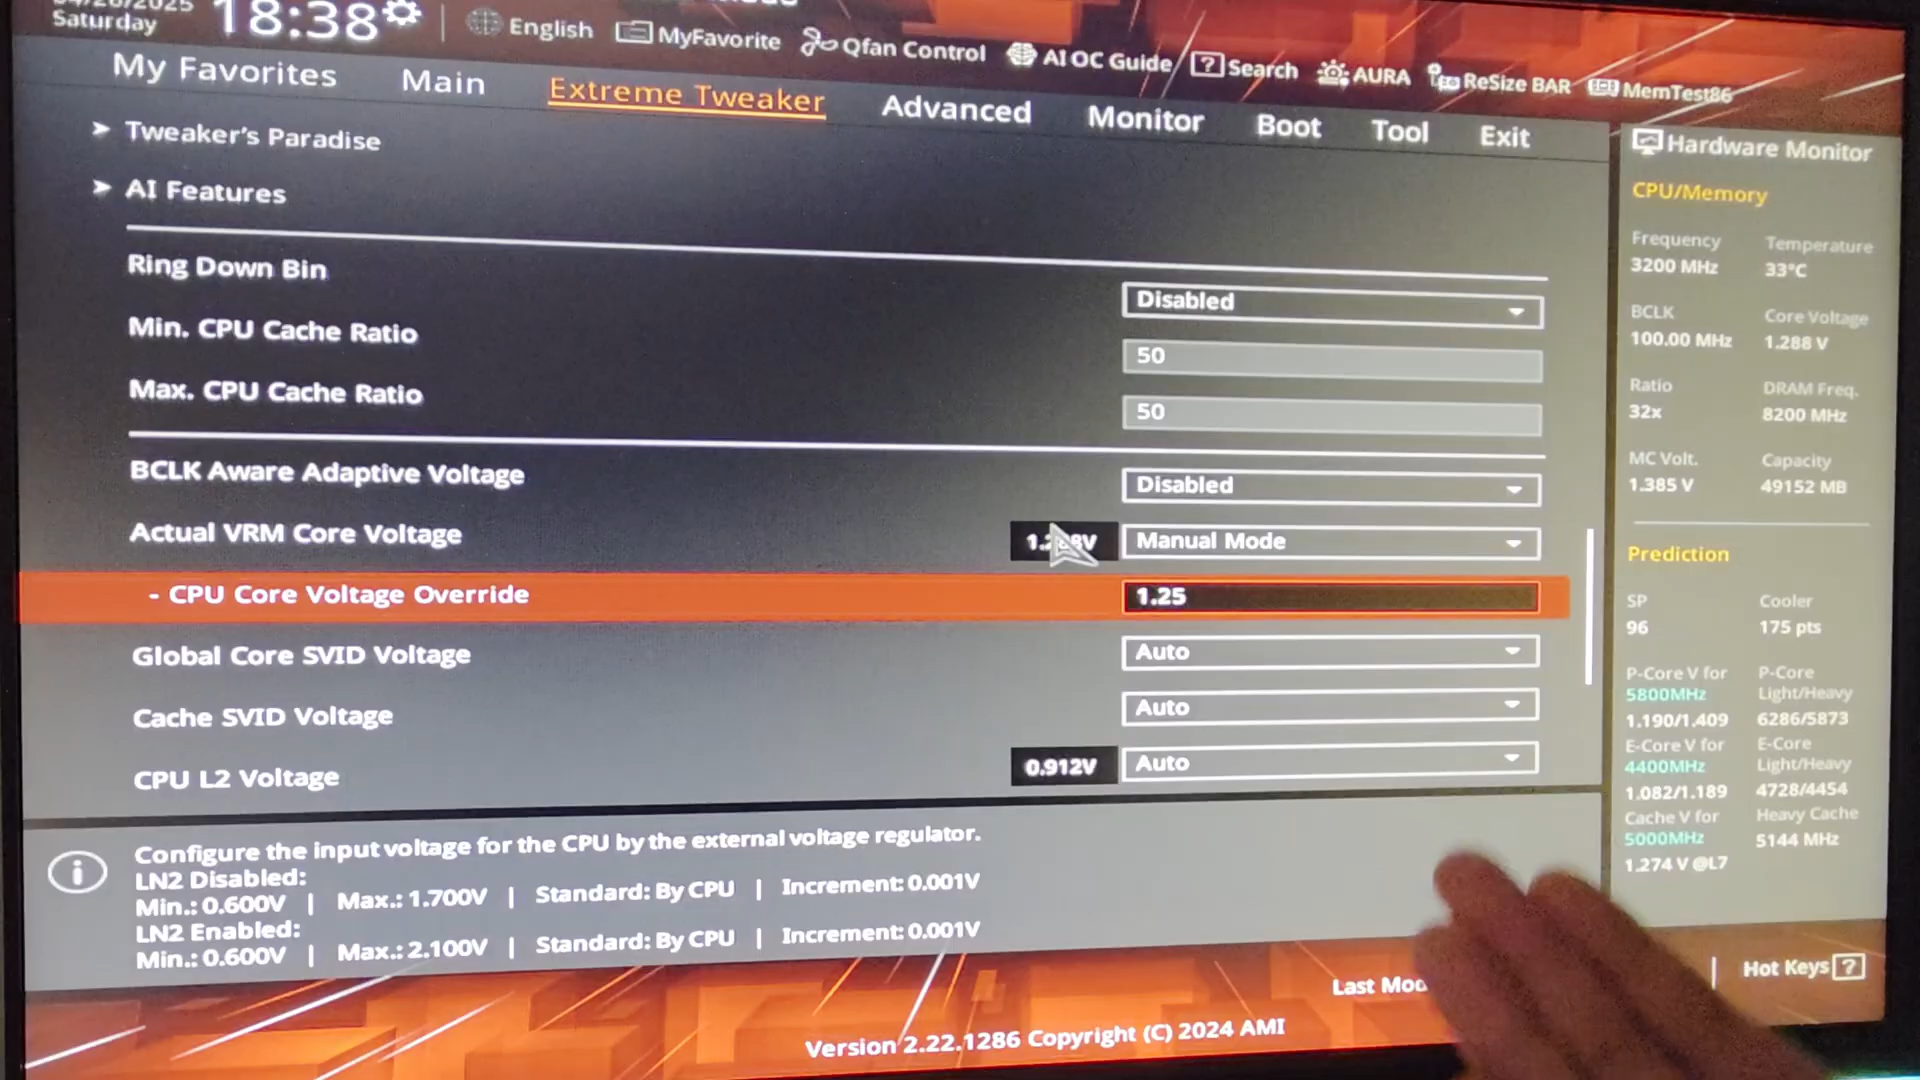 Saturday
18:38
English
MyFavorite
Qfan Control
AI OC Guide
Search
AURA
ReSize BAR
MemTest86
My Favorites
Main
Extreme Tweaker
Advanced
Monitor
Boot
Tool
Exit
Tweaker's Paradise
AI Features
Ring Down Bin
Disabled
Min. CPU Cache Ratio
50
Max. CPU Cache Ratio
50
BCLK Aware Adaptive Voltage
Disabled
Actual VRM Core Voltage
Manual Mode
- CPU Core Voltage Override
1.25
Global Core SVID Voltage
Auto
Cache SVID Voltage
Auto
CPU L2 Voltage
0.912V
Auto
Configure the input voltage for the CPU by the external voltage regulator.
LN2 Disabled:
Min.: 0.600V | Max.: 1.700V | Standard: By CPU | Increment: 0.001V
LN2 Enabled:
Min.: 0.600V | Max.: 2.100V | Standard: By CPU | Increment: 0.001V
Hardware Monitor
CPU/Memory
Frequency Temperature
3200 MHz 33°C
BCLK Core Voltage
100.00 MHz 1.288 V
Ratio DRAM Freq.
32x 8200 MHz
MC Volt. Capacity
1.385 V 49152 MB
Prediction
SP Cooler
96 175 pts
P-Core V for P-Core
5800MHz Light/Heavy
1.190/1.409 6286/5873
E-Core V for E-Core
4400MHz Light/Heavy
1.082/1.189 4728/4454
Cache V for Heavy Cache
5000MHz 5144 MHz
1.274 V @L7
Last
Hot Keys ?
Version 2.22.1286 Copyright (C) 2024 AMI